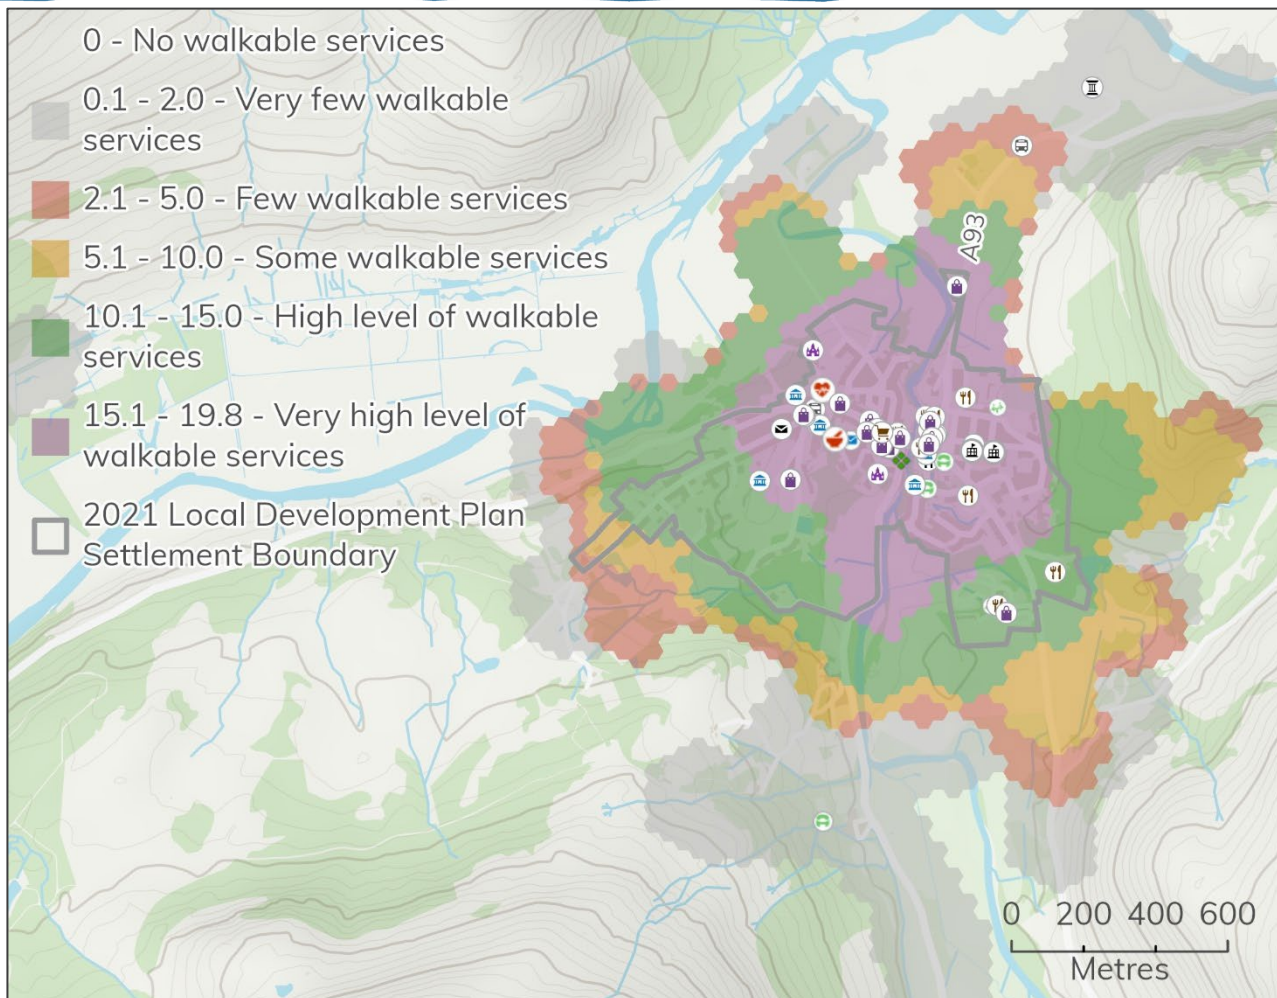 0 - No walkable services
0.1 - 2.0 - Very few walkable
services
2.1 - 5.0 - Few walkable services
5.1 - 10.0 - Some walkable services
10.1 - 15.0 - High level of walkable
services
15.1 - 19.8 - Very high level of
walkable services
2021 Local Development Plan
Settlement Boundary
A93
0 200 400 600
Metres